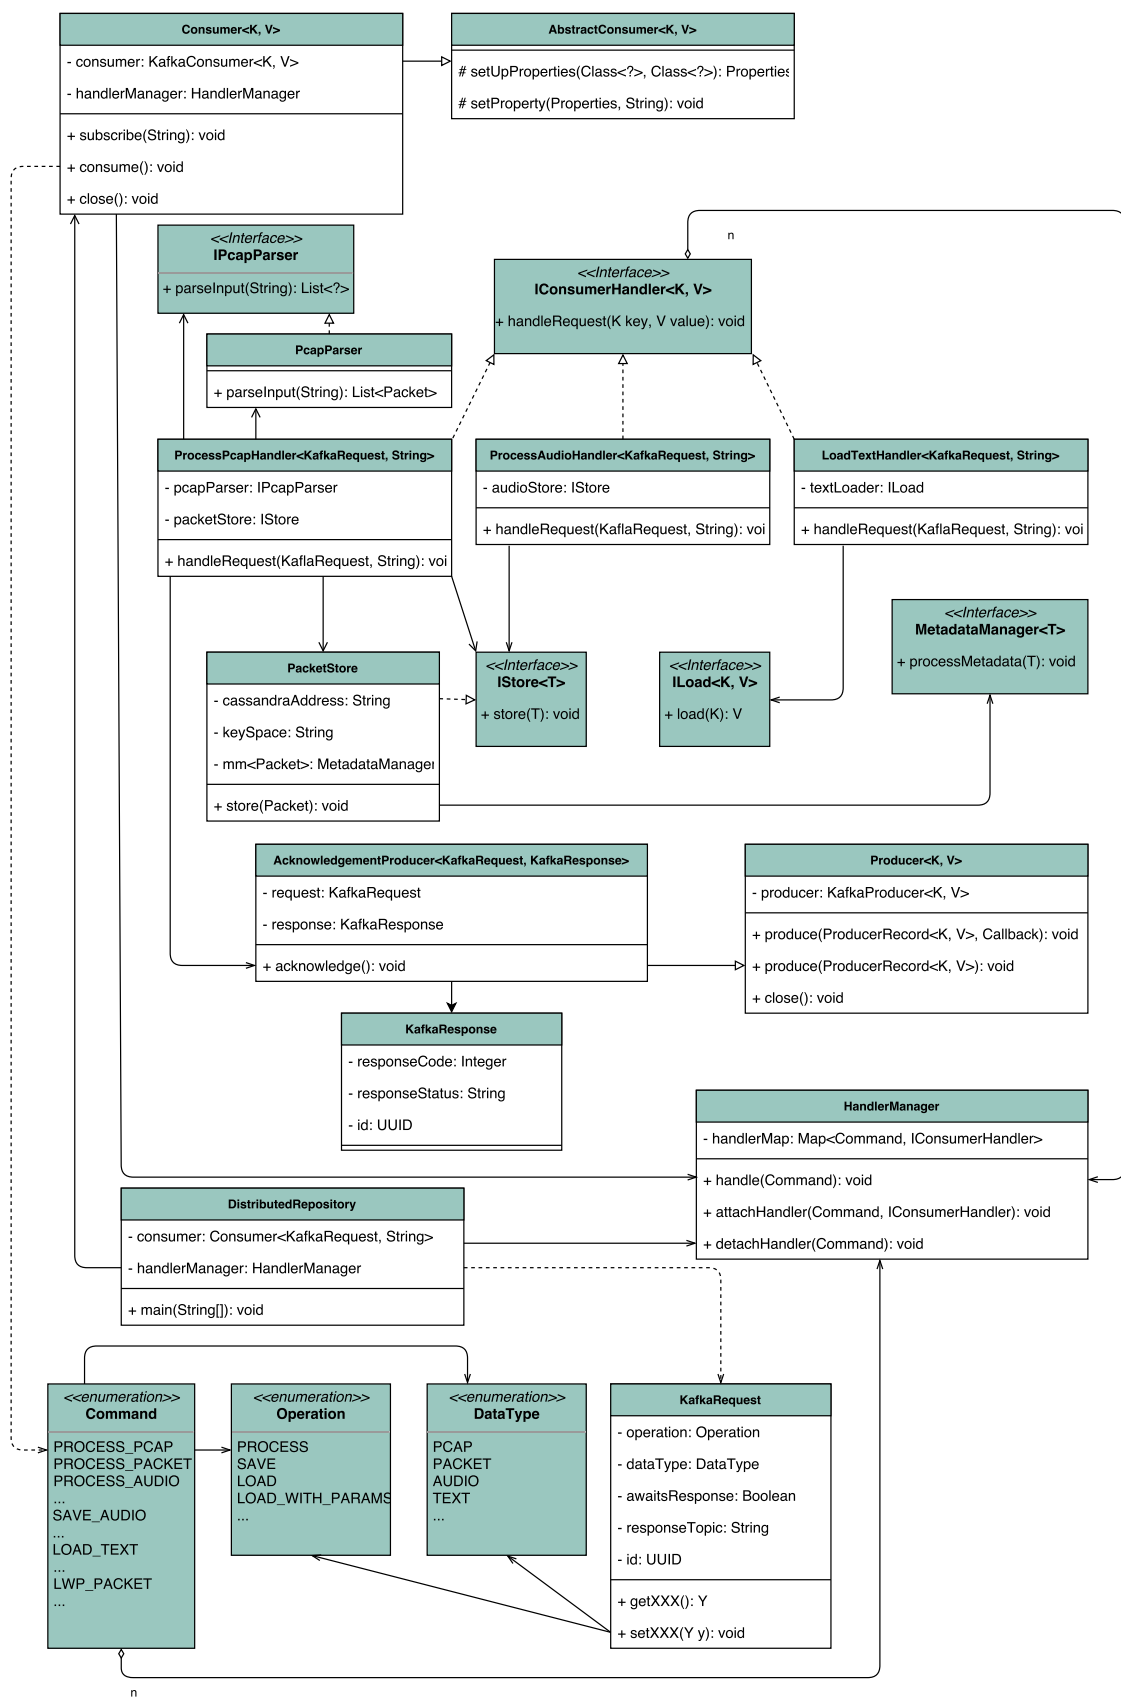 Consumer<K, V>
- consumer: KafkaConsumer<K, V>
- handlerManager: HandlerManager
+ subscribe(String): void
+ consume(): void
+ close(): void
AbstractConsumer<K, V>
# setUpProperties(Class<?>, Class<?>): Properties
# setProperty(Properties, String): void
<<Interface>>
IPcapParser
+ parseInput(String): List<?>
PcapParser
+ parseInput(String): List<Packet>
n
<<Interface>>
IConsumerHandler<K, V>
+ handleRequest(K key, V value): void
ProcessPcapHandler<KafkaRequest, String>
- pcapParser: IPcapParser
- packetStore: IStore
+ handleRequest(KaflaRequest, String): voi
ProcessAudioHandler<KafkaRequest, String>
- audioStore: IStore
+ handleRequest(KaflaRequest, String): voi
LoadTextHandler<KafkaRequest, String>
- textLoader: ILoad
+ handleRequest(KaflaRequest, String): voi
<<Interface>>
MetadataManager<T>
+ processMetadata(T): void
PacketStore
- cassandraAddress: String
- keySpace: String
- mm<Packet>: MetadataManager
+ store(Packet): void
<<Interface>>
IStore<T>
+ store(T): void
<<Interface>>
ILoad<K, V>
+ load(K): V
AcknowledgementProducer<KafkaRequest, KafkaResponse>
- request: KafkaRequest
- response: KafkaResponse
+ acknowledge(): void
Producer<K, V>
- producer: KafkaProducer<K, V>
+ produce(ProducerRecord<K, V>, Callback): void
+ produce(ProducerRecord<K, V>): void
+ close(): void
KafkaResponse
- responseCode: Integer
- responseStatus: String
- id: UUID
HandlerManager
- handlerMap: Map<Command, IConsumerHandler>
+ handle(Command): void
+ attachHandler(Command, IConsumerHandler): void
+ detachHandler(Command): void
DistributedRepository
- consumer: Consumer<KafkaRequest, String>
- handlerManager: HandlerManager
+ main(String[]): void
<<enumeration>>
Command
PROCESS_PCAP
PROCESS_PACKET
PROCESS_AUDIO
...
SAVE_AUDIO
...
LOAD_TEXT
...
LWP_PACKET
...
<<enumeration>>
Operation
PROCESS
SAVE
LOAD
LOAD_WITH_PARAMS
...
<<enumeration>>
DataType
PCAP
PACKET
AUDIO
TEXT
...
KafkaRequest
- operation: Operation
- dataType: DataType
- awaitsResponse: Boolean
- responseTopic: String
- id: UUID
+ getXXX(): Y
+ setXXX(Y y): void
n